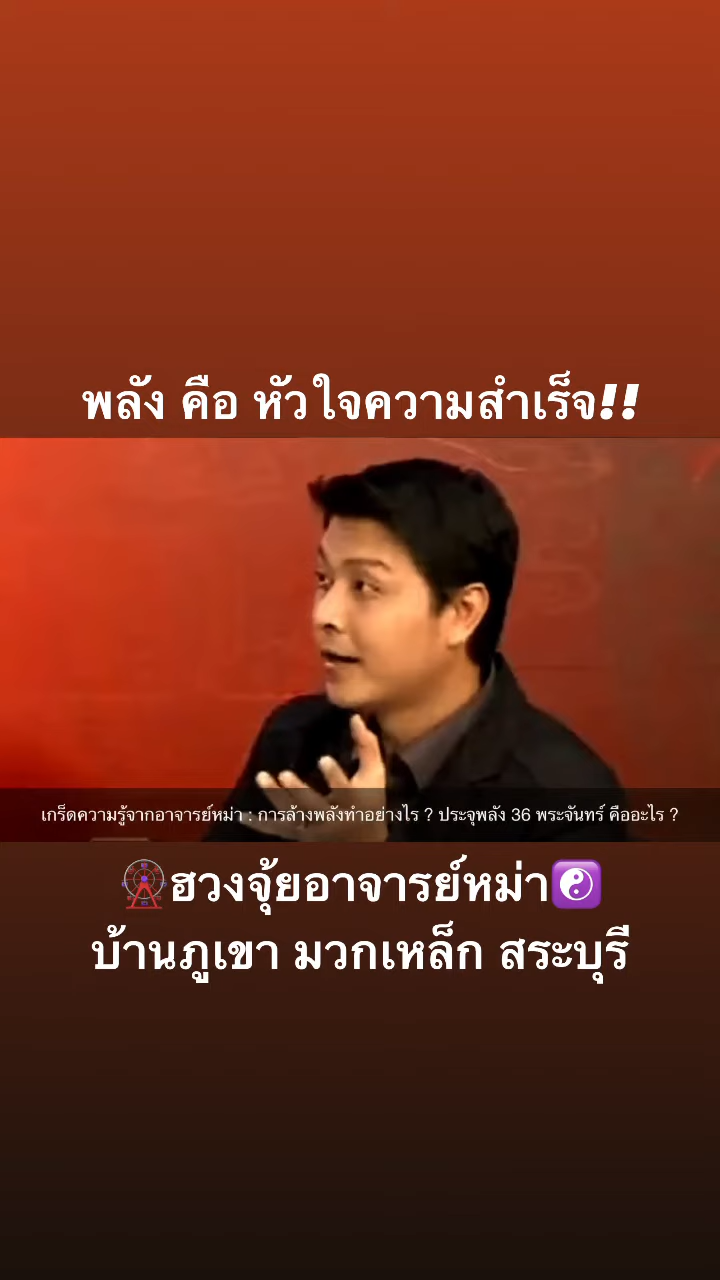 พลัง คือ หัวใจความสำเร็จ!!
เกร็ดความรู้จากอาจารย์หม่า : การล้างพลังทำอย่างไร ? ประจุพลัง 36 พระจันทร์ คืออะไร ?
🎡ฮวงจุ้ยอาจารย์หม่า☯️
บ้านภูเขา มวกเหล็ก สระบุรี